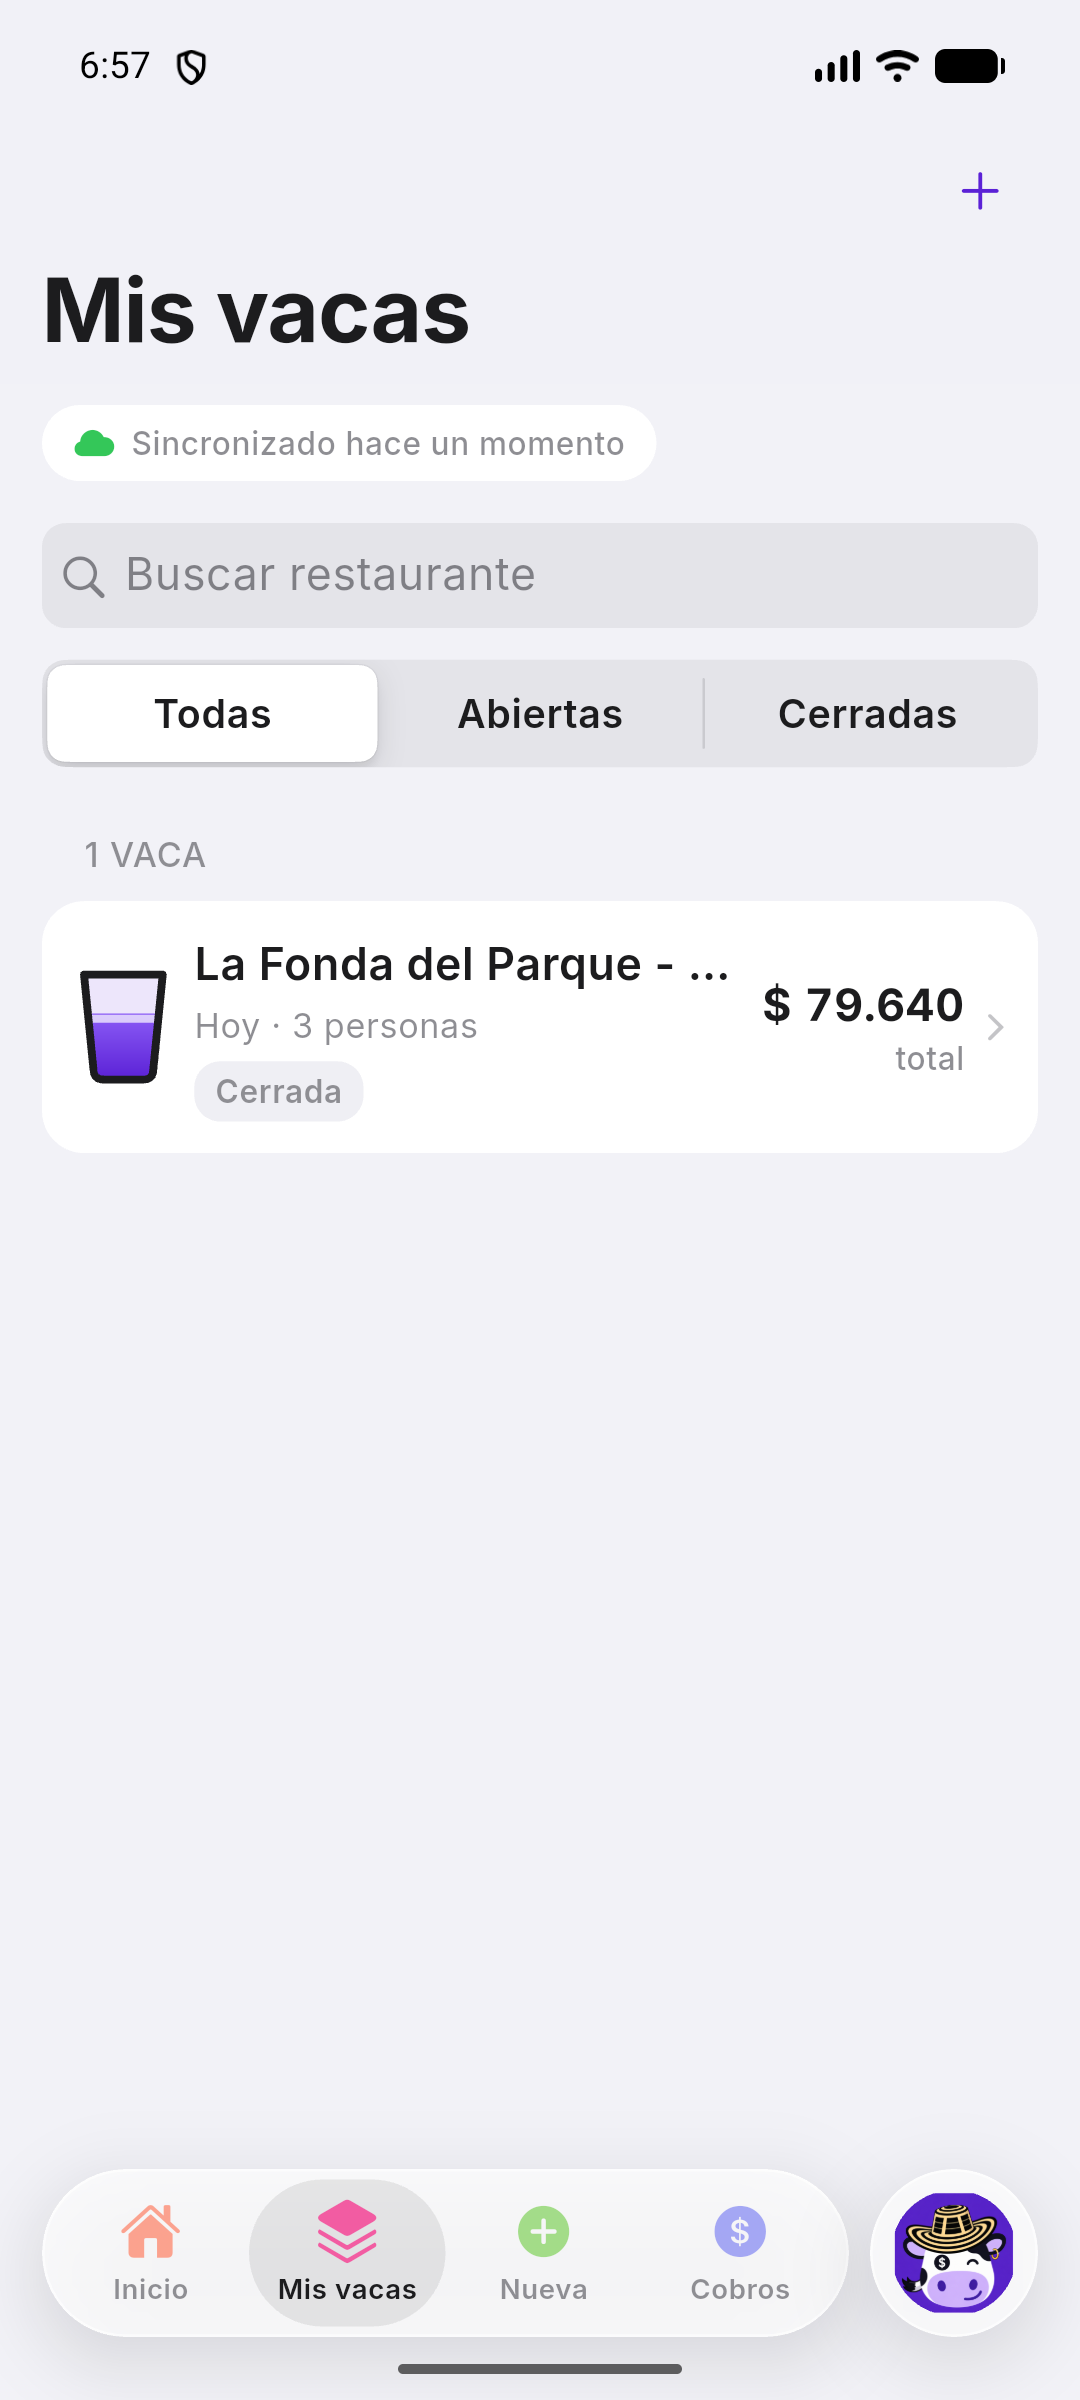 6:57
Mis vacas
Sincronizado hace un momento
Buscar restaurante
Todas
Abiertas
Cerradas
1 VACA
La Fonda del Parque - ...
$ 79.640
Hoy · 3 personas
total
Cerrada
Inicio
Mis vacas
Nueva
Cobros